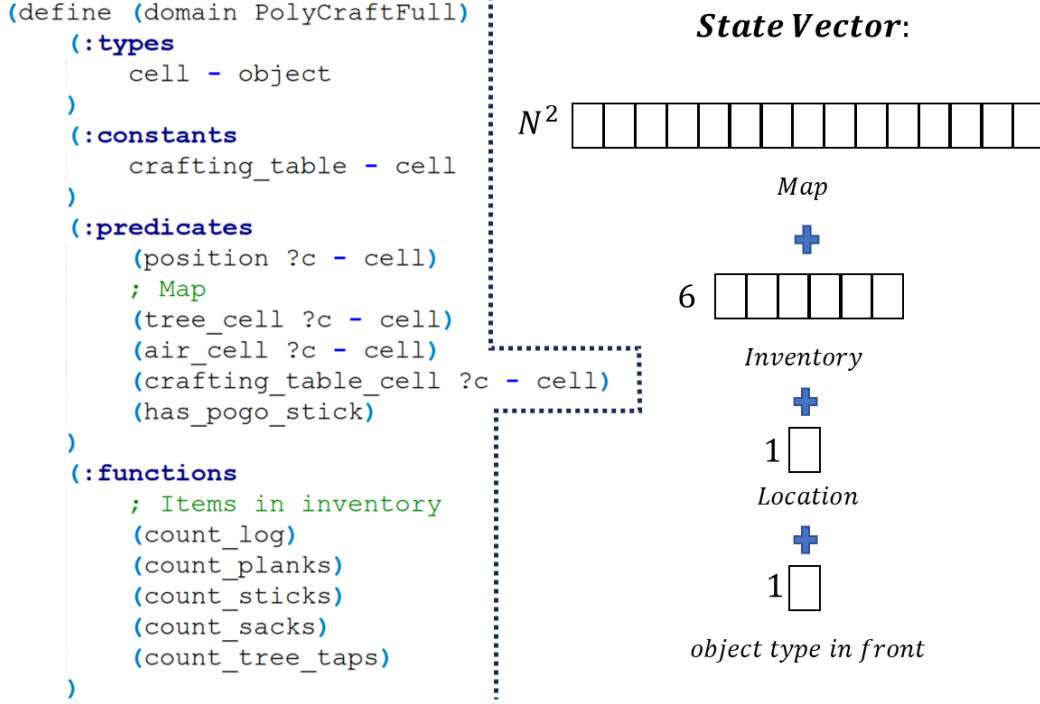 (define (domain PolyCraftFull)
(:types
cell - object
)
(:constants
crafting_table - cell
)
(:predicates
(position ?c - cell)
; Map
(tree_cell ?c - cell)
(air_cell ?c - cell)
(crafting_table_cell ?c - cell)
(has_pogo_stick)
)
(:functions
; Items in inventory
(count_log)
(count_planks)
(count_sticks)
(count_sacks)
(count_tree_taps)
)
State Vector:
N²
Map
6
Inventory
1
Location
1
object type in front